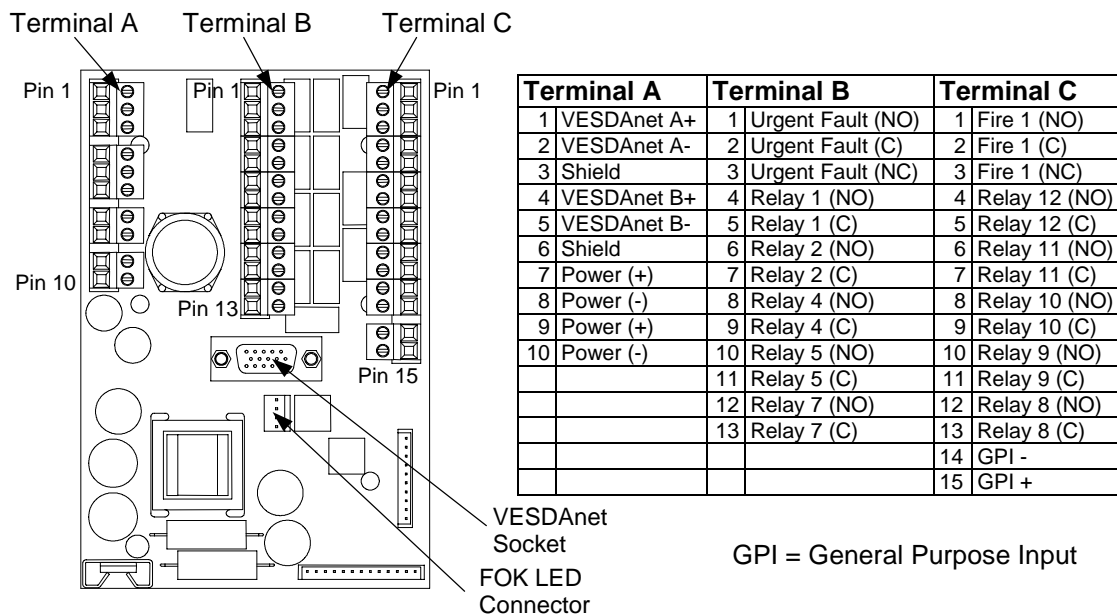 Terminal A Terminal B Terminal C
Pin 1 Pin 1 Pin 1
Pin 10
Pin 13
Pin 15
VESDAnet
Socket
FOK LED
Connector
Terminal A Terminal B Terminal C
1 VESDAnet A+ 1 Urgent Fault (NO) 1 Fire 1 (NO)
2 VESDAnet A- 2 Urgent Fault (C) 2 Fire 1 (C)
3 Shield 3 Urgent Fault (NC) 3 Fire 1 (NC)
4 VESDAnet B+ 4 Relay 1 (NO) 4 Relay 12 (NO)
5 VESDAnet B- 5 Relay 1 (C) 5 Relay 12 (C)
6 Shield 6 Relay 2 (NO) 6 Relay 11 (NO)
7 Power (+) 7 Relay 2 (C) 7 Relay 11 (C)
8 Power (-) 8 Relay 4 (NO) 8 Relay 10 (NO)
9 Power (+) 9 Relay 4 (C) 9 Relay 10 (C)
10 Power (-) 10 Relay 5 (NO) 10 Relay 9 (NO)
11 Relay 5 (C) 11 Relay 9 (C)
12 Relay 7 (NO) 12 Relay 8 (NO)
13 Relay 7 (C) 13 Relay 8 (C)
14 GPI -
15 GPI +
GPI = General Purpose Input